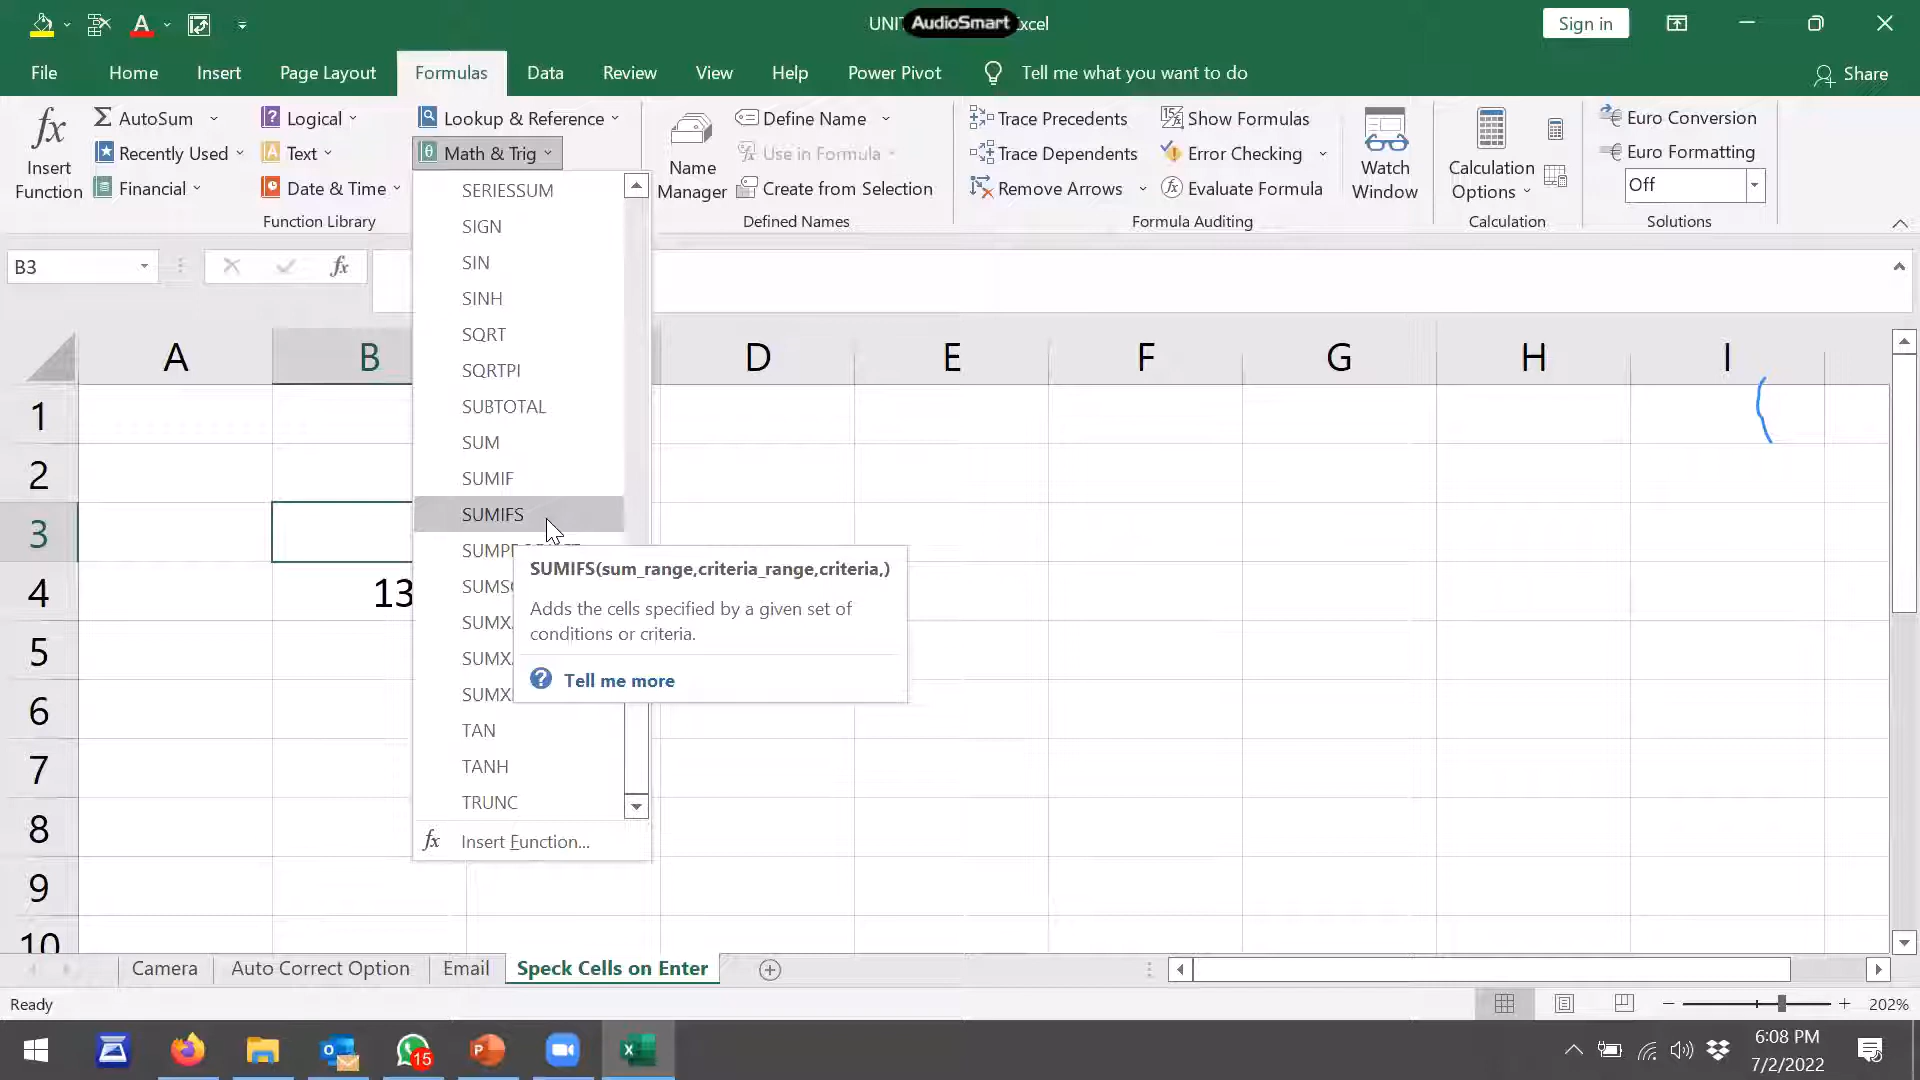 UNIT AudioSmart Excel
Sign in
File Home Insert Page Layout Formulas Data Review View Help Power Pivot Tell me what you want to do Share
AutoSum Logical Lookup & Reference Define Name Trace Precedents Show Formulas Euro Conversion
Recently Used Text Math & Trig Use in Formula Trace Dependents Error Checking Euro Formatting
Insert Function Financial Date & Time Name Manager Create from Selection Remove Arrows Evaluate Formula Watch Window Calculation Options Off
Function Library Defined Names Formula Auditing Calculation Solutions
B3 fx
A B D E F G H I
1
2
3
4 13
5
6
7
8
9
10
SERIESSUM
SIGN
SIN
SINH
SQRT
SQRTPI
SUBTOTAL
SUM
SUMIF
SUMIFS
SUMP
SUMS
SUMX
SUMX
SUMX
TAN
TANH
TRUNC
fx Insert Function...
SUMIFS(sum_range,criteria_range,criteria,)
Adds the cells specified by a given set of
conditions or criteria.
Tell me more
Camera Auto Correct Option Email Speck Cells on Enter
Ready 202%
15
6:08 PM
7/2/2022